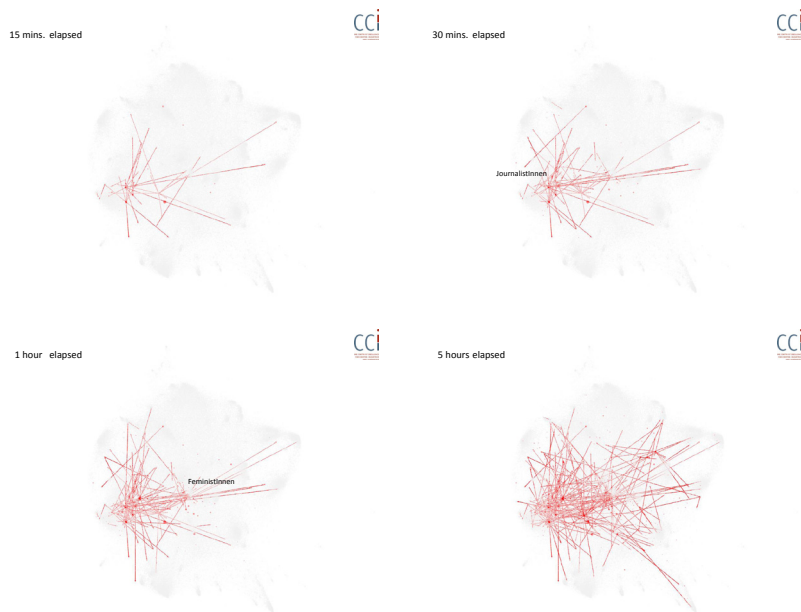 15 mins. elapsed
CCi
30 mins. elapsed
CCi
JournalistInnen
1 hour elapsed
CCi
FeministInnen
5 hours elapsed
CCi